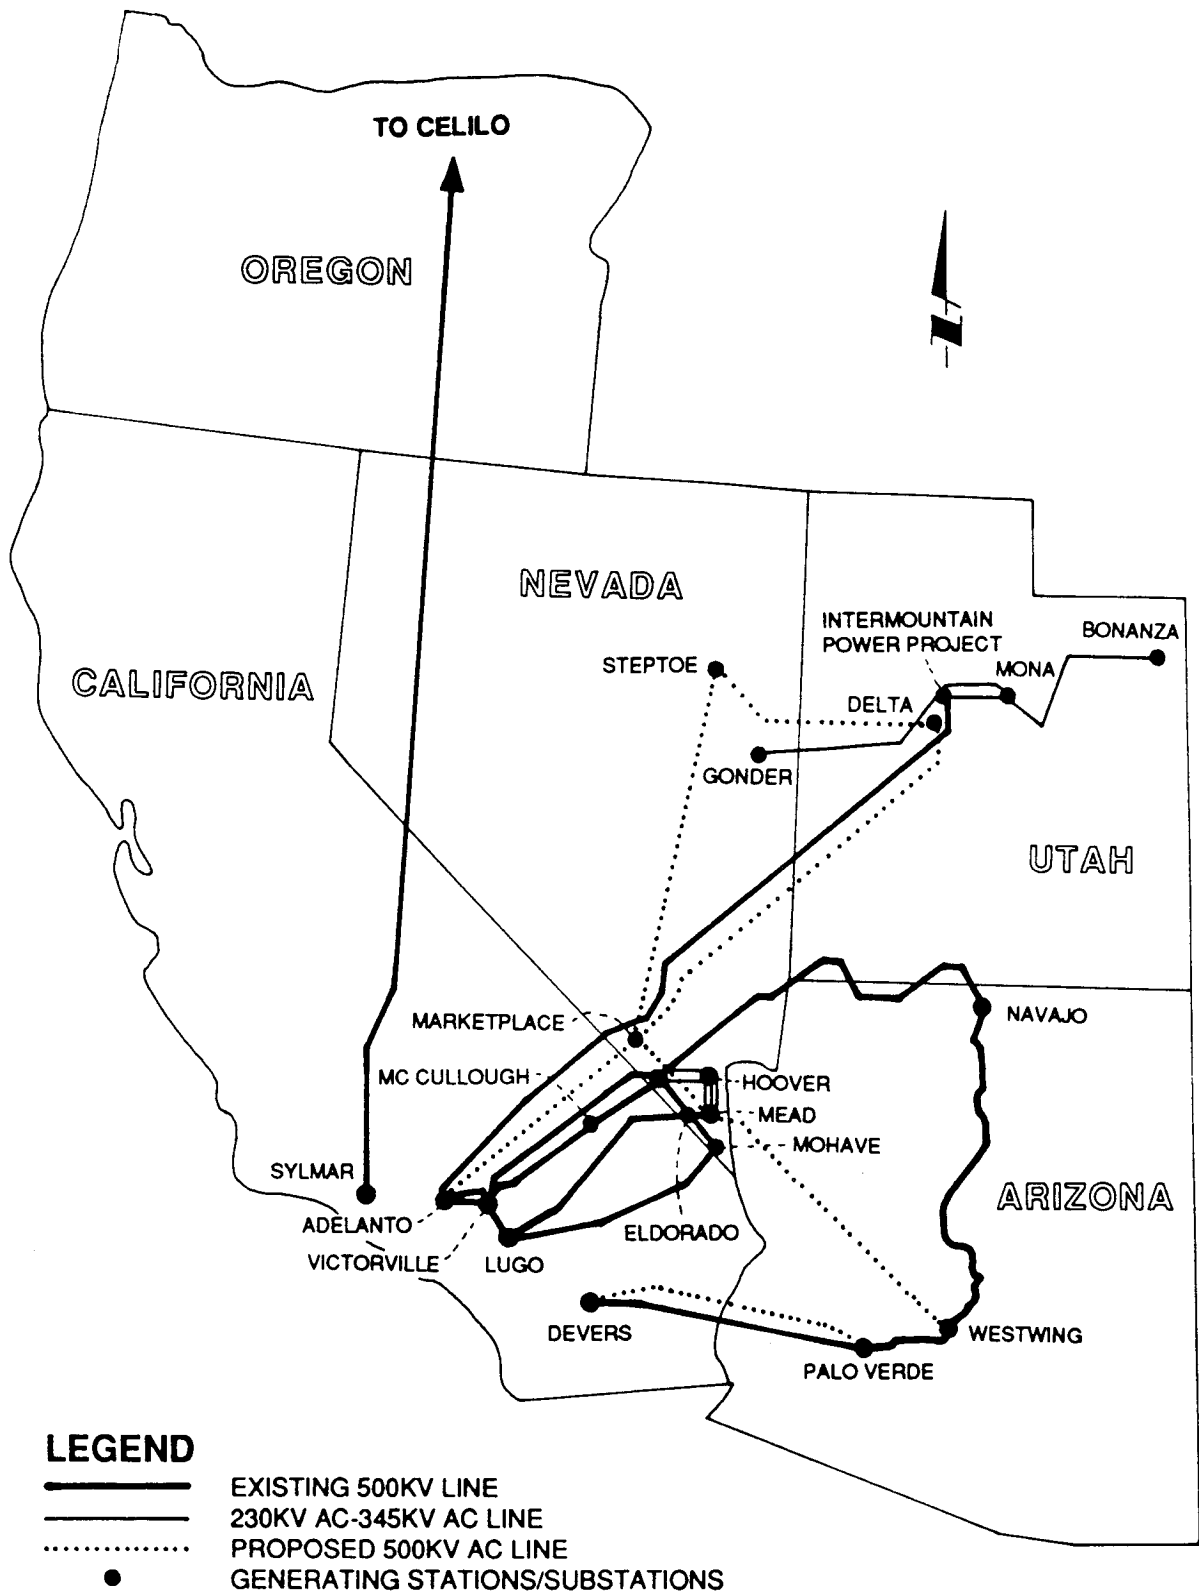 TO CELILO
OREGON
N
NEVADA
CALIFORNIA
STEPTOE
INTERMOUNTAIN
POWER PROJECT
BONANZA
MONA
DELTA
GONDER
UTAH
MARKETPLACE
NAVAJO
MC CULLOUGH
HOOVER
MEAD
MOHAVE
SYLMAR
ARIZONA
ADELANTO
ELDORADO
VICTORVILLE
LUGO
DEVERS
WESTWING
PALO VERDE
LEGEND
EXISTING 500KV LINE
230KV AC-345KV AC LINE
PROPOSED 500KV AC LINE
GENERATING STATIONS/SUBSTATIONS